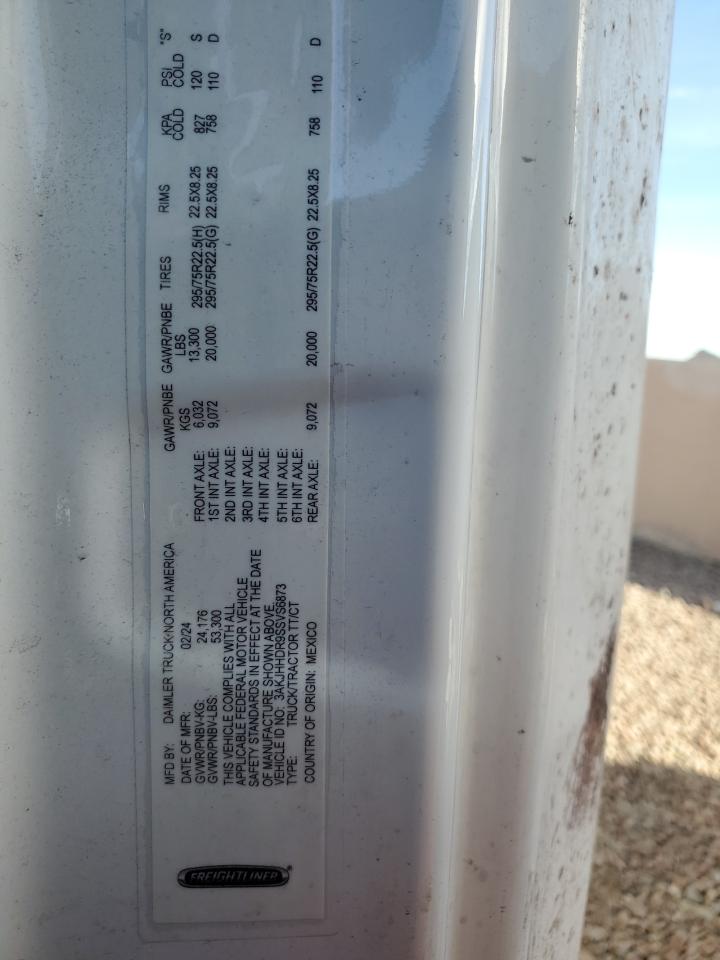 FREIGHTLINER
MFD BY: DAIMLER TRUCK NORTH AMERICA
DATE OF MFR: 02/24
GVWR/PNBV-KG: 24,176
GVWR/PNBV-LBS: 53,300
THIS VEHICLE COMPLIES WITH ALL
APPLICABLE FEDERAL MOTOR VEHICLE
SAFETY STANDARDS IN EFFECT AT THE DATE
OF MANUFACTURE SHOWN ABOVE.
VEHICLE ID NO.: 3AKJHHDR9SSVS6873
TYPE: TRUCK/TRACTOR TT/CT
COUNTRY OF ORIGIN: MEXICO
GAWR/PNBE GAWR/PNBE TIRES RIMS KPA PSI "S"
KGS LBS COLD COLD
FRONT AXLE: 6,032 13,300 295/75R22.5(H) 22.5X8.25 827 120 S
1ST INT AXLE: 9,072 20,000 295/75R22.5(G) 22.5X8.25 758 110 D
2ND INT AXLE:
3RD INT AXLE:
4TH INT AXLE:
5TH INT AXLE:
6TH INT AXLE:
REAR AXLE: 9,072 20,000 295/75R22.5(G) 22.5X8.25 758 110 D